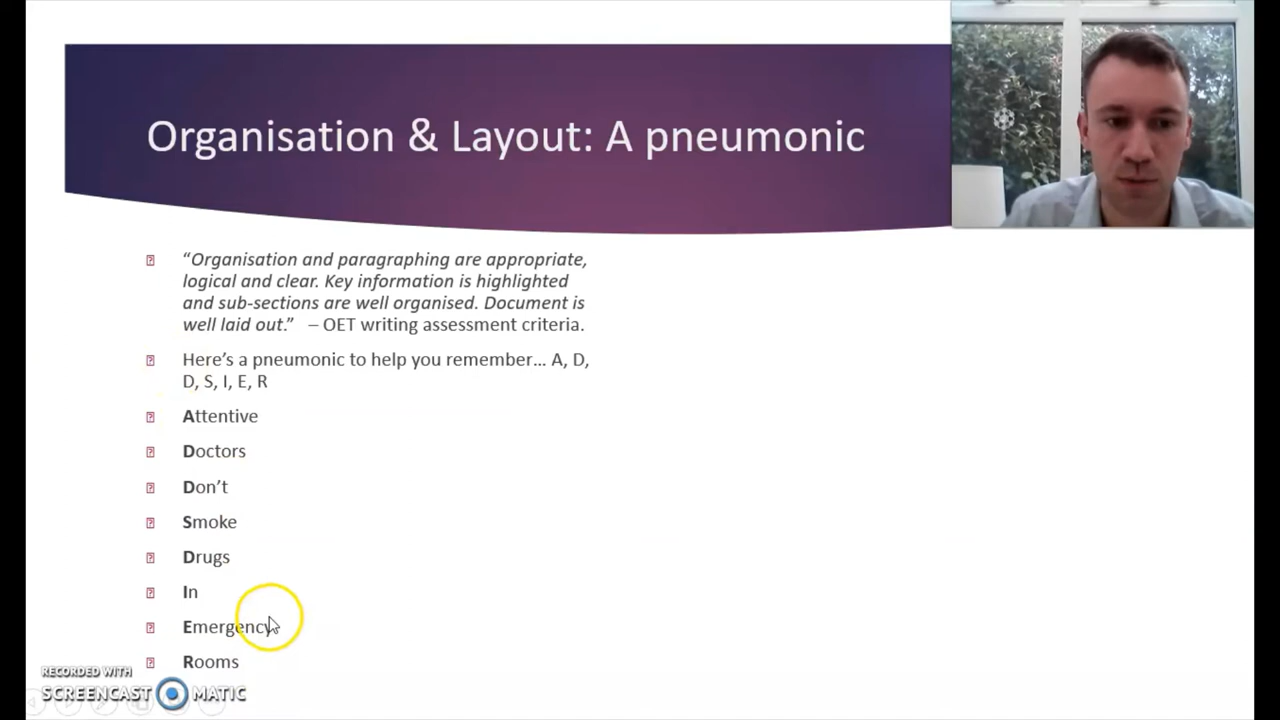 Organisation & Layout: A pneumonic
“Organisation and paragraphing are appropriate,
logical and clear. Key information is highlighted
and sub-sections are well organised. Document is
well laid out.” – OET writing assessment criteria.
Here’s a pneumonic to help you remember... A, D,
D, S, I, E, R
Attentive
Doctors
Don’t
Smoke
Drugs
In
Emergency
Rooms
RECORDED WITH
SCREENCAST MATIC